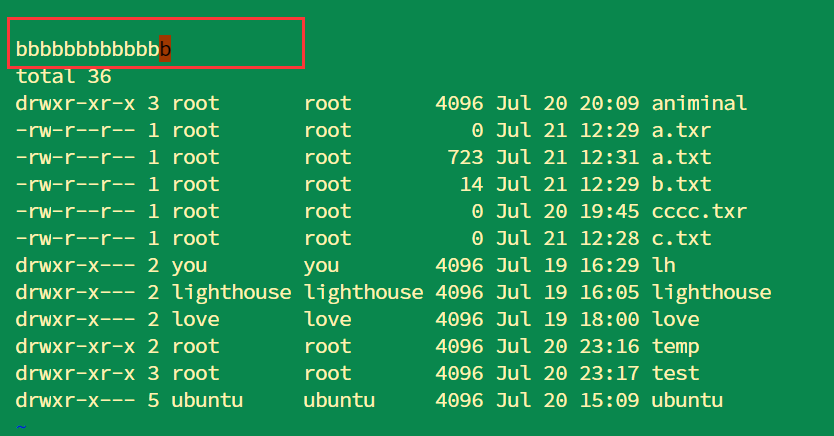 bbbbbbbbbbbbb
total 36
drwxr-xr-x 3 root       root       4096 Jul 20 20:09 animinal
-rw-r--r-- 1 root       root          0 Jul 21 12:29 a.txr
-rw-r--r-- 1 root       root        723 Jul 21 12:31 a.txt
-rw-r--r-- 1 root       root         14 Jul 21 12:29 b.txt
-rw-r--r-- 1 root       root          0 Jul 20 19:45 cccc.txr
-rw-r--r-- 1 root       root          0 Jul 21 12:28 c.txt
drwxr-x--- 2 you        you        4096 Jul 19 16:29 lh
drwxr-x--- 2 lighthouse lighthouse 4096 Jul 19 16:05 lighthouse
drwxr-x--- 2 love       love       4096 Jul 19 18:00 love
drwxr-xr-x 2 root       root       4096 Jul 20 23:16 temp
drwxr-xr-x 3 root       root       4096 Jul 20 23:17 test
drwxr-x--- 5 ubuntu     ubuntu     4096 Jul 20 15:09 ubuntu
~